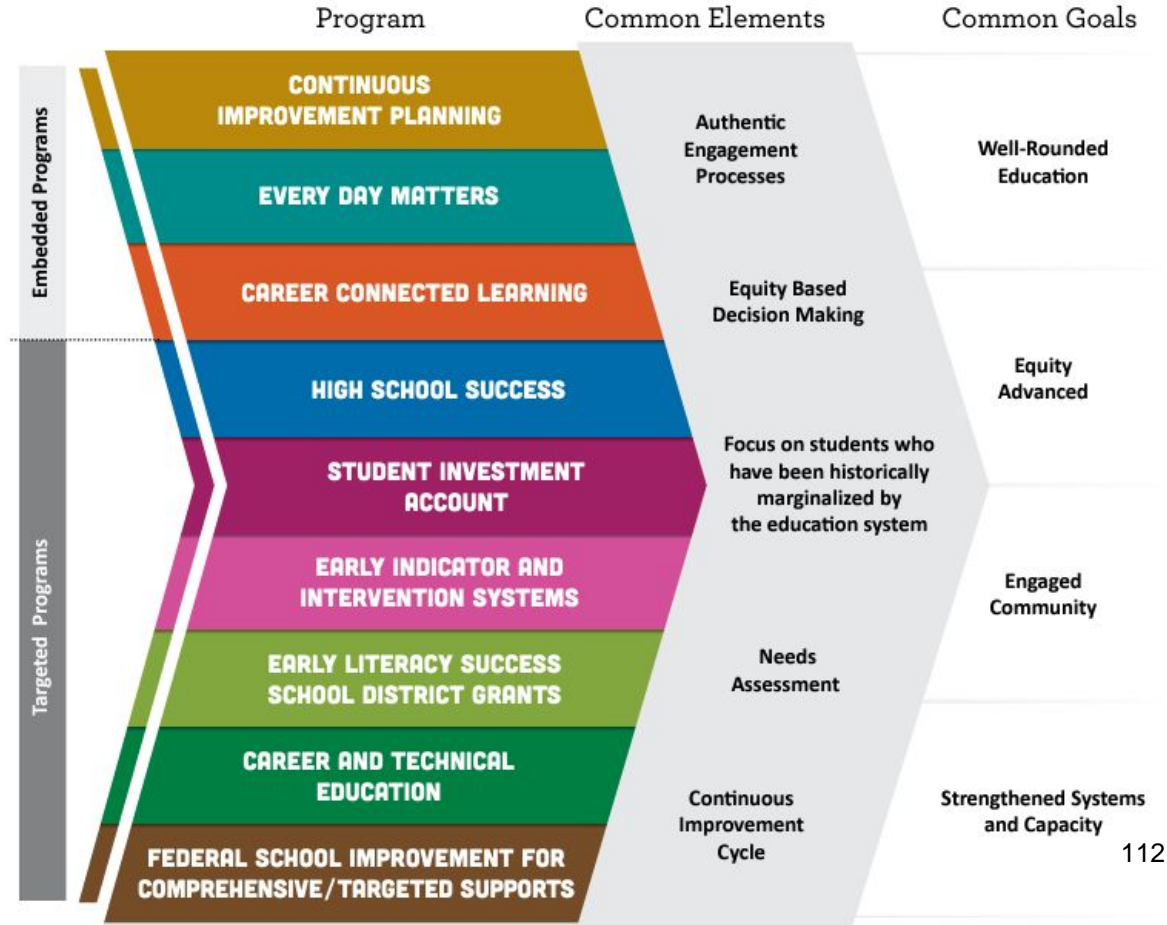 Program
Common Elements
Common Goals
Embedded Programs
Targeted Programs
CONTINUOUS
IMPROVEMENT PLANNING
EVERY DAY MATTERS
CAREER CONNECTED LEARNING
HIGH SCHOOL SUCCESS
STUDENT INVESTMENT
ACCOUNT
EARLY INDICATOR AND
INTERVENTION SYSTEMS
EARLY LITERACY SUCCESS
SCHOOL DISTRICT GRANTS
CAREER AND TECHNICAL
EDUCATION
FEDERAL SCHOOL IMPROVEMENT FOR
COMPREHENSIVE/TARGETED SUPPORTS
Authentic
Engagement
Processes
Equity Based
Decision Making
Focus on students who
have been historically
marginalized by
the education system
Needs
Assessment
Continuous
Improvement
Cycle
Well-Rounded
Education
Equity
Advanced
Engaged
Community
Strengthened Systems
and Capacity
112